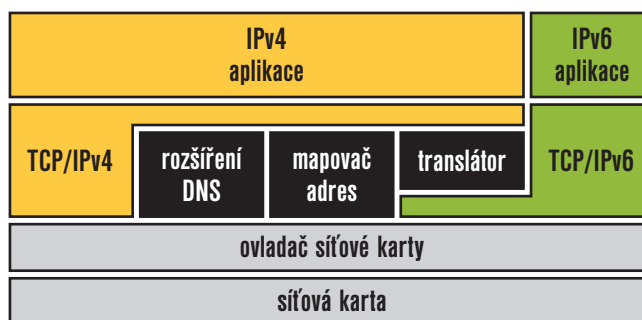 IPv4
aplikace
IPv6
aplikace
TCP/IPv4
rozšíření
DNS
mapovač
adres
translátor
TCP/IPv6
ovladač síťové karty
síťová karta